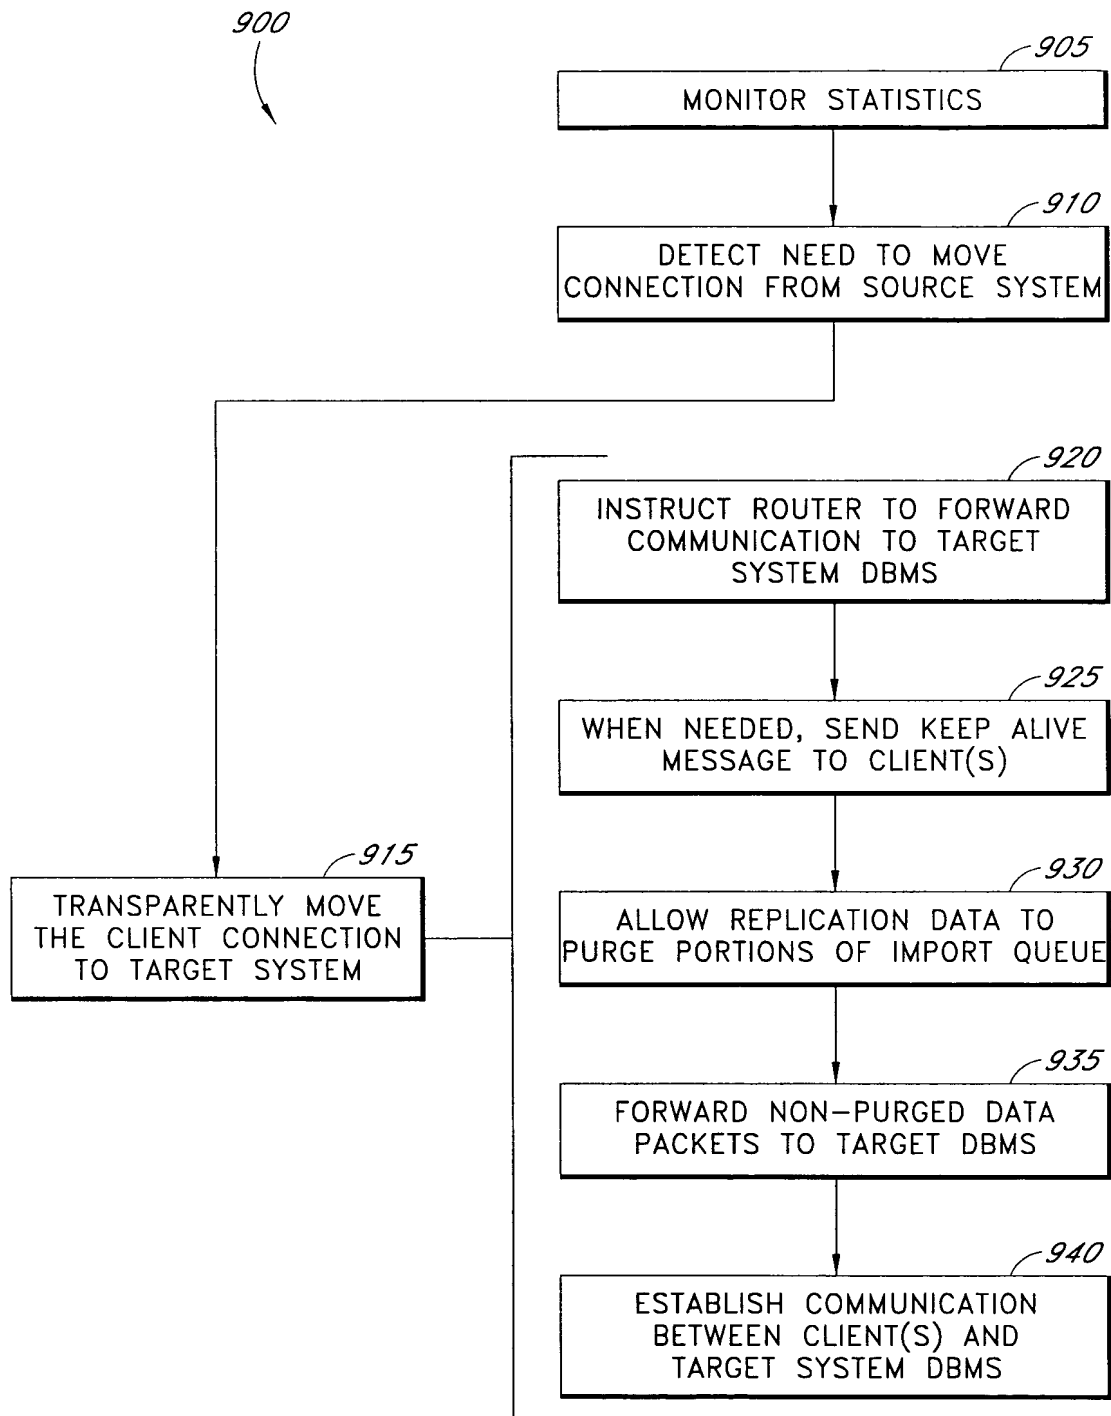 900
905
MONITOR STATISTICS
910
DETECT NEED TO MOVE
CONNECTION FROM SOURCE SYSTEM
920
INSTRUCT ROUTER TO FORWARD
COMMUNICATION TO TARGET
SYSTEM DBMS
925
WHEN NEEDED, SEND KEEP ALIVE
MESSAGE TO CLIENT(S)
915
TRANSPARENTLY MOVE
THE CLIENT CONNECTION
TO TARGET SYSTEM
930
ALLOW REPLICATION DATA TO
PURGE PORTIONS OF IMPORT QUEUE
935
FORWARD NON-PURGED DATA
PACKETS TO TARGET DBMS
940
ESTABLISH COMMUNICATION
BETWEEN CLIENT(S) AND
TARGET SYSTEM DBMS